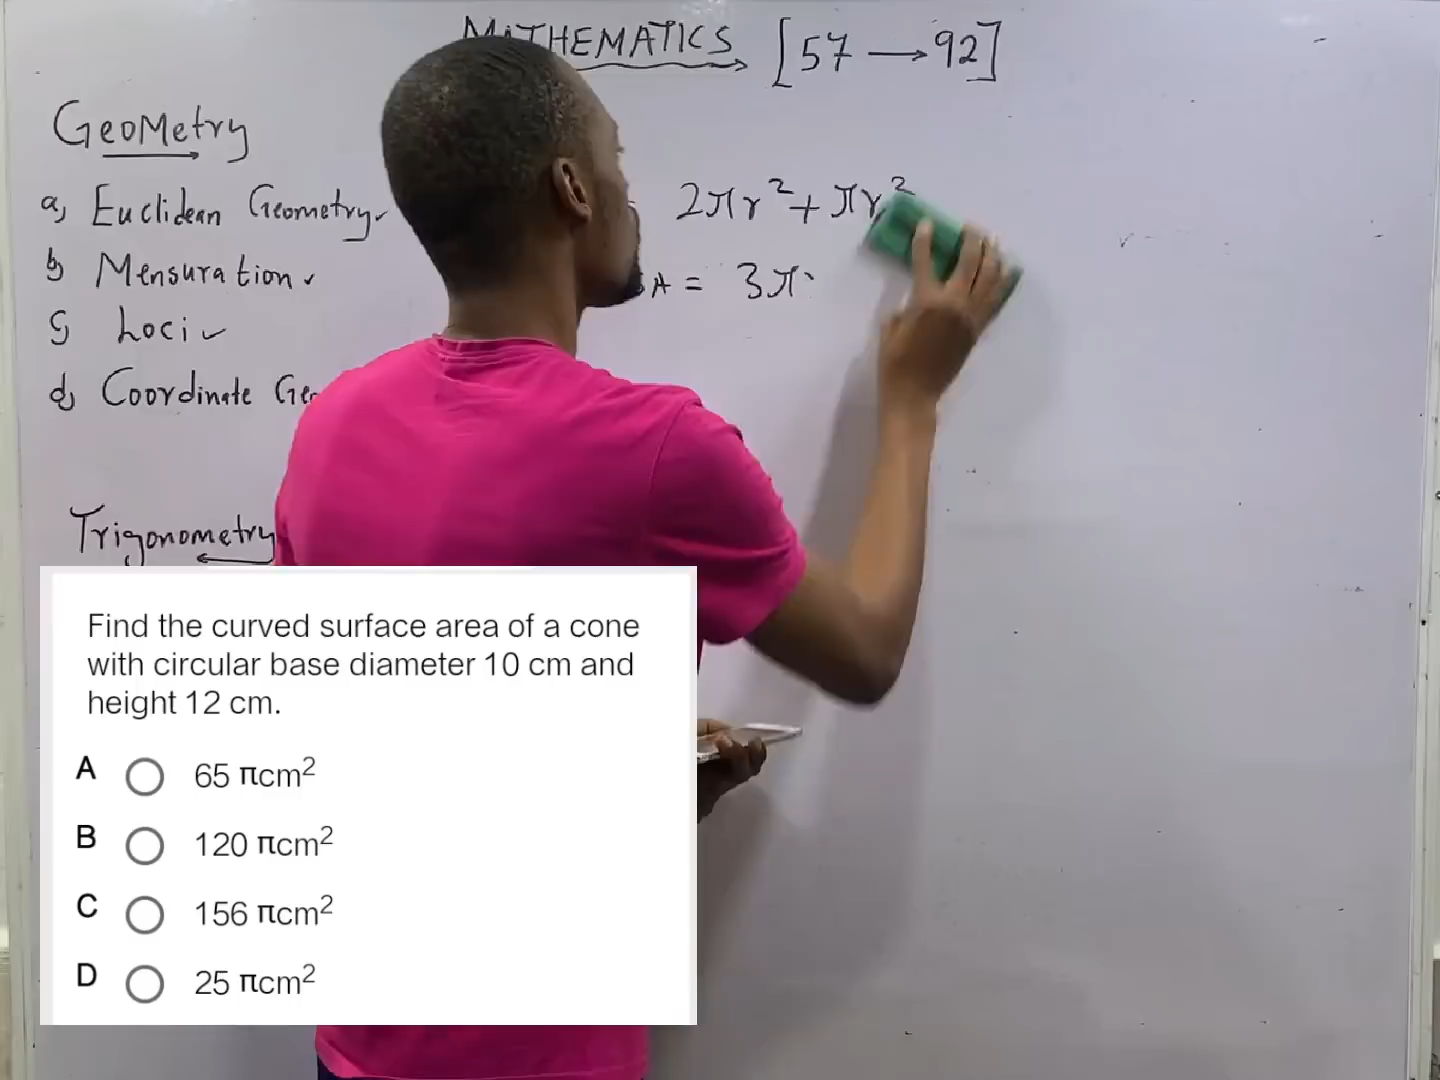 MATHEMATICS [57 → 92]
Geometry
a, Euclidean Geometry
b, Mensuration
c, Loci
d, Coordinate
2πr² + πr²
A = 3π
Trigonometry
Find the curved surface area of a cone
with circular base diameter 10 cm and
height 12 cm.
A 65 πcm²
B 120 πcm²
C 156 πcm²
D 25 πcm²